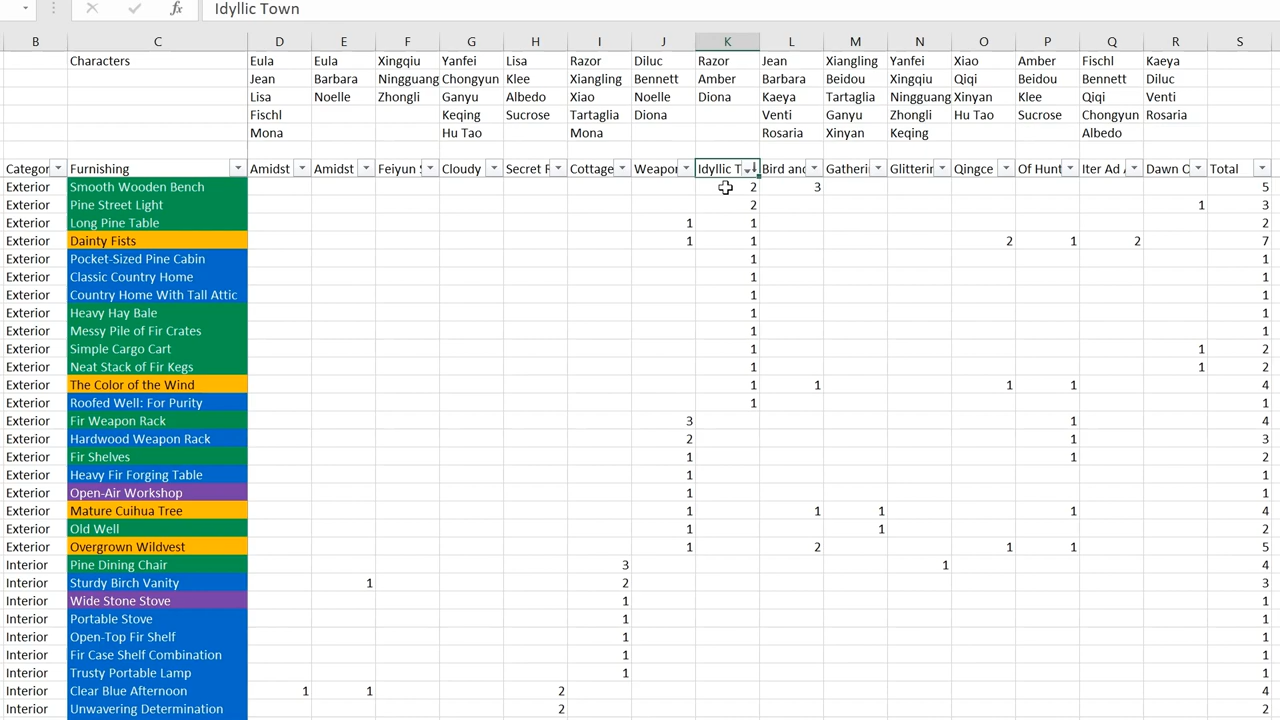 fx Idyllic Town
B C D E F G H I J K L M N O P Q R S
Characters Eula Eula Xingqiu Yanfei Lisa Razor Diluc Razor Jean Xiangling Yanfei Xiao Amber Fischl Kaeya
Jean Barbara Ningguang Chongyun Klee Xiangling Bennett Amber Barbara Beidou Xingqiu Qiqi Beidou Bennett Diluc
Lisa Noelle Zhongli Ganyu Albedo Xiao Noelle Diona Kaeya Tartaglia Ningguang Xinyan Klee Qiqi Venti
Fischl Keqing Sucrose Tartaglia Diona Venti Ganyu Zhongli Hu Tao Sucrose Chongyun Rosaria
Mona Hu Tao Mona Rosaria Xinyan Keqing Albedo
Categor Furnishing Amidst Amidst Feiyun Cloudy Secret Cottage Weapon Idyllic T Bird and Gatheri Glitterin Qingce Of Hunt Iter Ad Dawn Total
Exterior Smooth Wooden Bench 2 3 5
Exterior Pine Street Light 2 1 3
Exterior Long Pine Table 1 1 2
Exterior Dainty Fists 1 1 2 1 2 7
Exterior Pocket-Sized Pine Cabin 1 1
Exterior Classic Country Home 1 1
Exterior Country Home With Tall Attic 1 1
Exterior Heavy Hay Bale 1 1
Exterior Messy Pile of Fir Crates 1 1
Exterior Simple Cargo Cart 1 1 2
Exterior Neat Stack of Fir Kegs 1 1 2
Exterior The Color of the Wind 1 1 1 1 4
Exterior Roofed Well: For Purity 1 1
Exterior Fir Weapon Rack 3 1 4
Exterior Hardwood Weapon Rack 2 1 3
Exterior Fir Shelves 1 1 2
Exterior Heavy Fir Forging Table 1 1
Exterior Open-Air Workshop 1 1
Exterior Mature Cuihua Tree 1 1 1 1 4
Exterior Old Well 1 1 2
Exterior Overgrown Wildvest 1 2 1 1 5
Interior Pine Dining Chair 3 1 4
Interior Sturdy Birch Vanity 1 2 3
Interior Wide Stone Stove 1 1
Interior Portable Stove 1 1
Interior Open-Top Fir Shelf 1 1
Interior Fir Case Shelf Combination 1 1
Interior Trusty Portable Lamp 1 1
Interior Clear Blue Afternoon 1 1 2 4
Interior Unwavering Determination 2 2